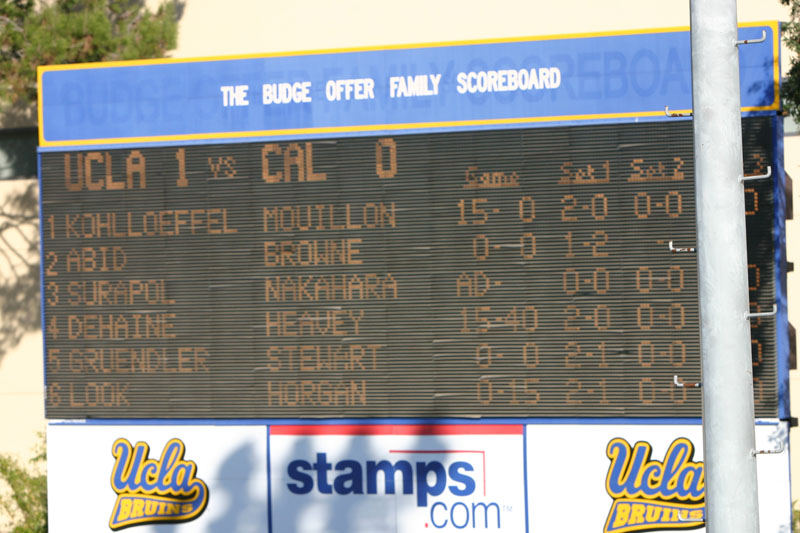 THE BUDGE OFFER FAMILY SCOREBOARD
UCLA 1 VS CAL 0
Game Set 1 Set 2
1 KOHLLOEFFEL MOUILLON 15- 0 2-0 0-0
2 ABID BROWNE 0- 0 1-2 -
3 SURAPOL NAKAHARA AD- 0-0 0-0
4 DEHAINE HEAVEY 15-40 2-0 0-0
5 GRUENDLER STEWART 0- 0 2-1 0-0
6 LOOK HORGAN 0-15 2-1 0-0
Ucla BRUINS
stamps.com™
Ucla BRUINS